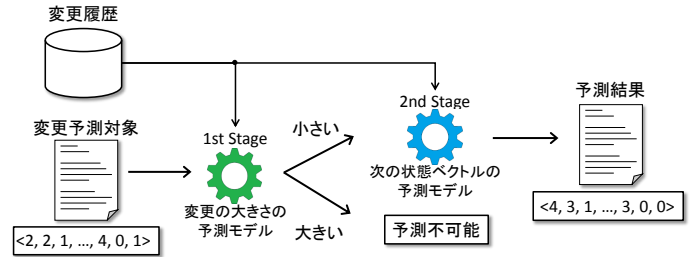 変更履歴
変更予測対象
<2, 2, 1, …, 4, 0, 1>
1st Stage
変更の大きさの
予測モデル
小さい
大きい
2nd Stage
次の状態ベクトルの
予測モデル
予測不可能
予測結果
<4, 3, 1, …, 3, 0, 0>